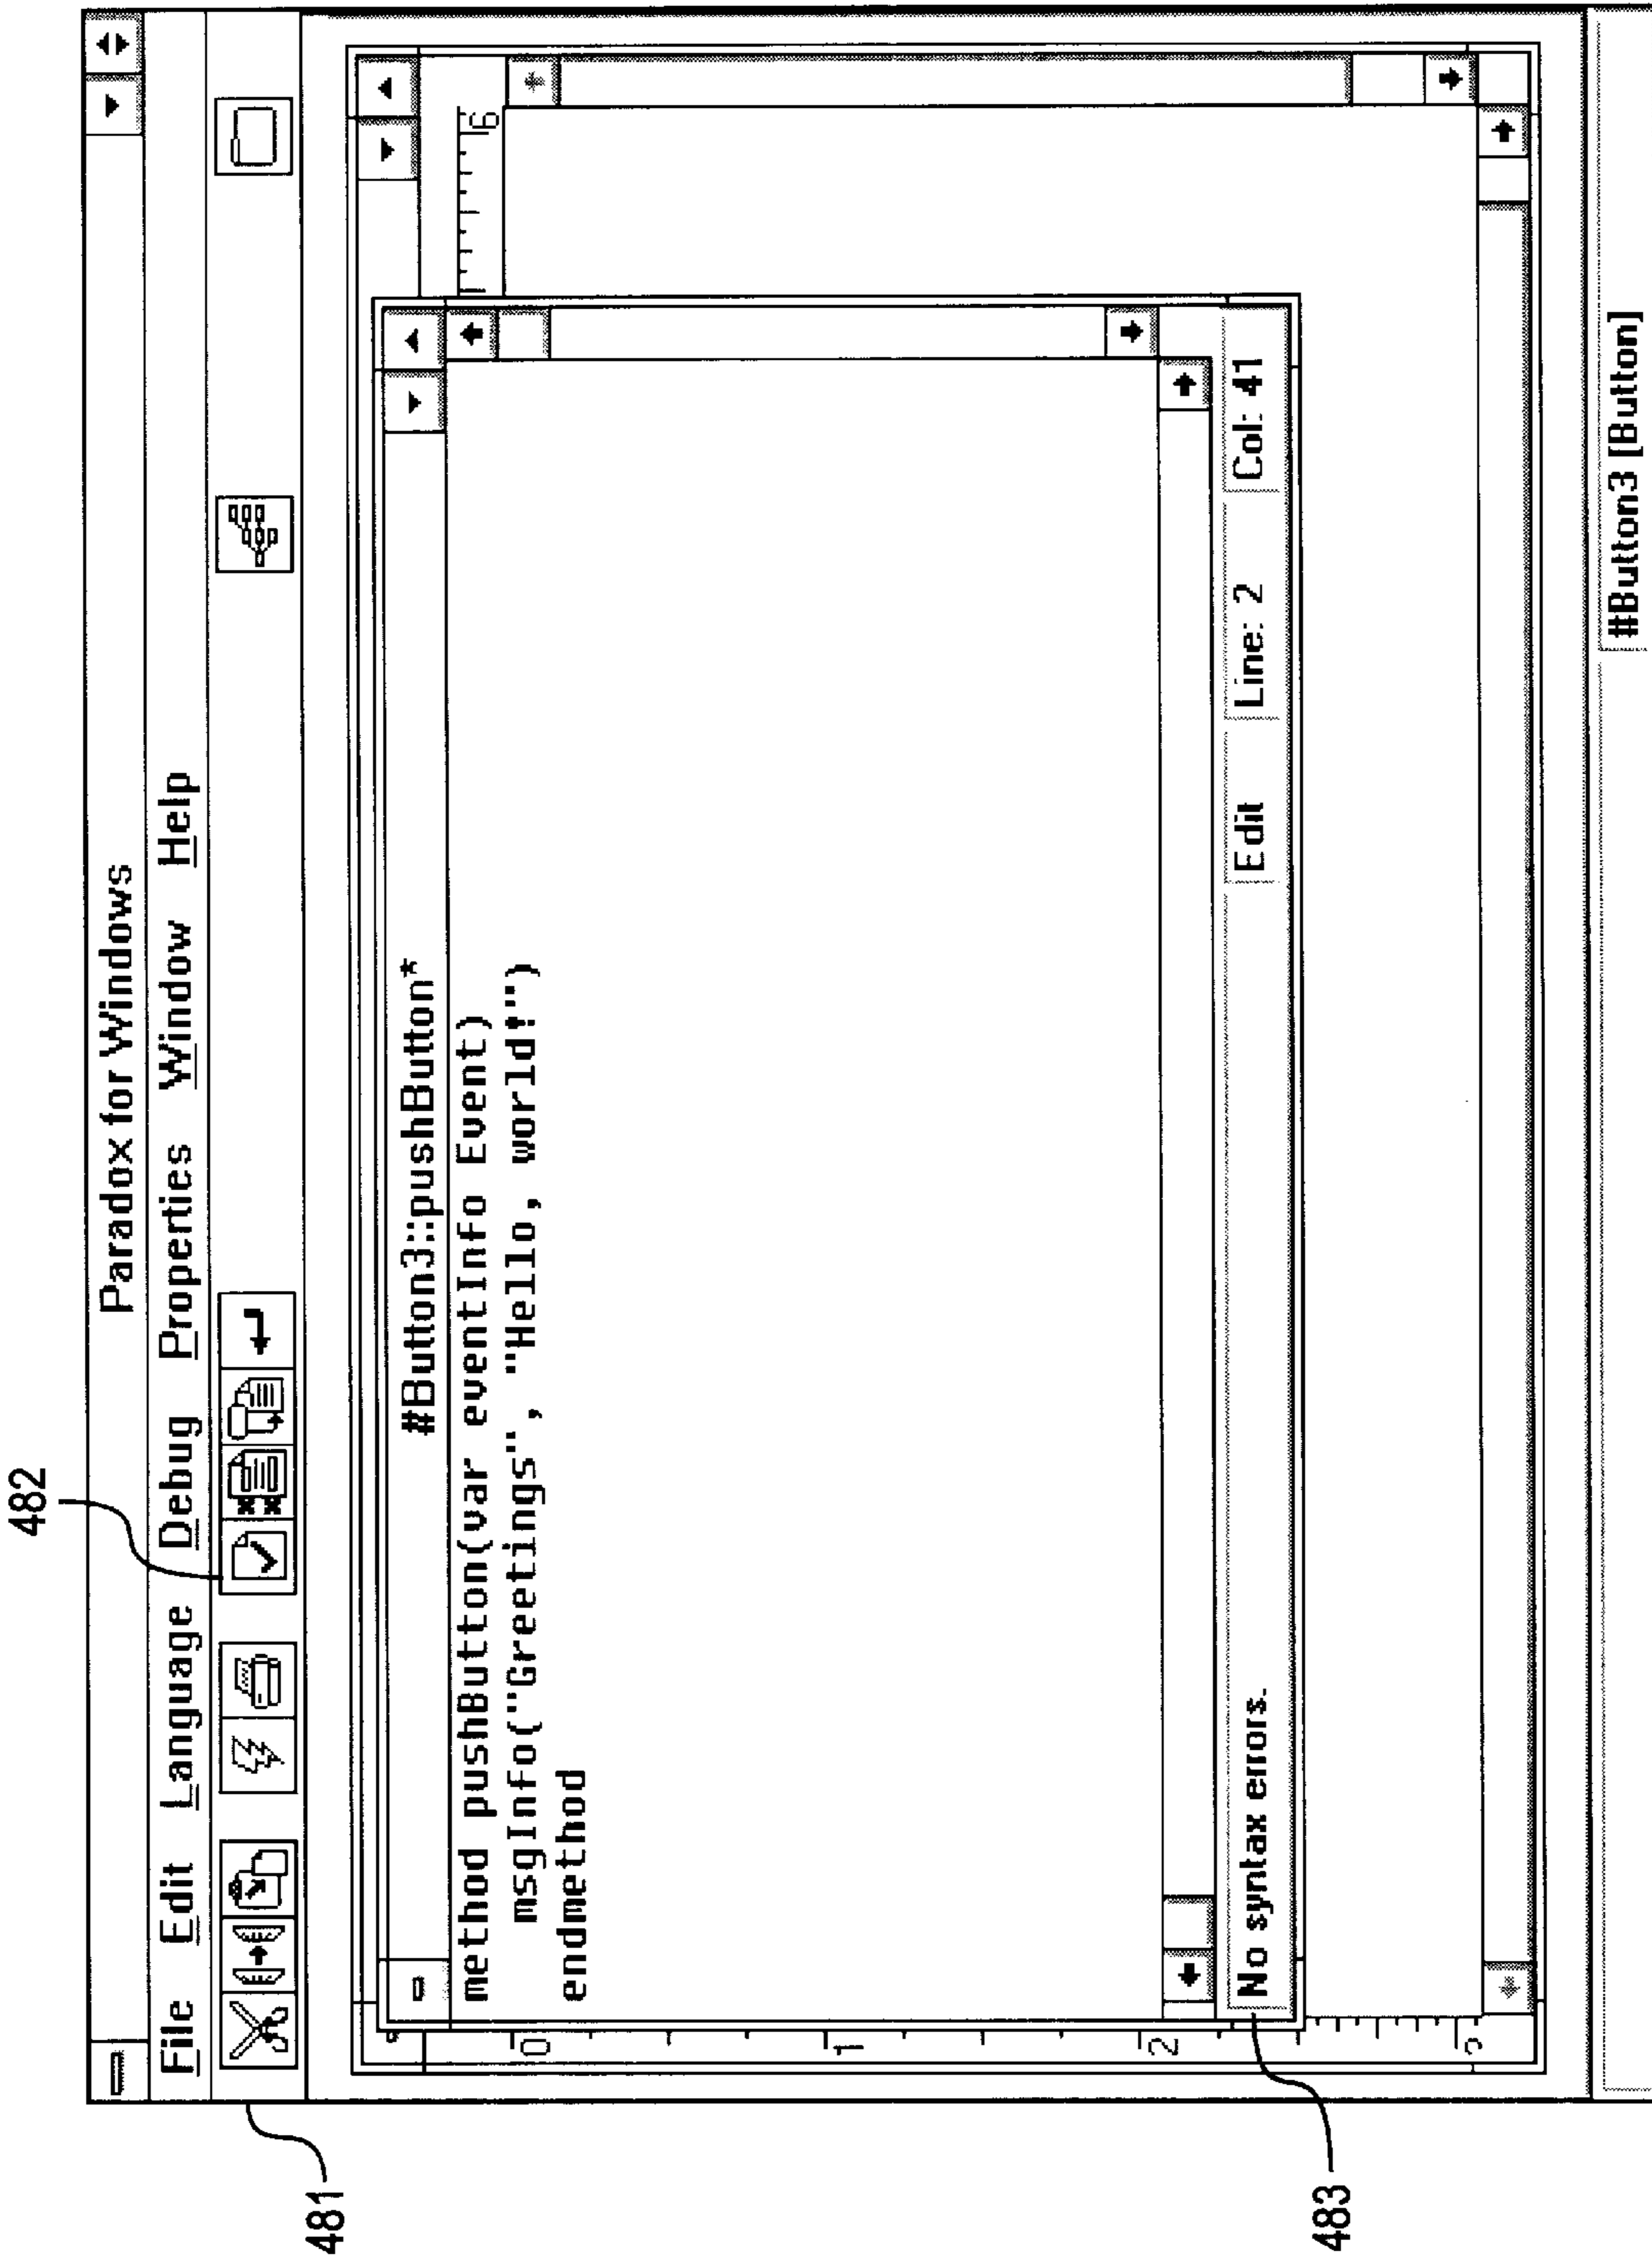 482
Paradox for Windows
File Edit Language Debug Properties Window Help
481
6
#Button3::pushButton*
method pushButton(var eventInfo Event)
msgInfo("Greetings", "Hello, world!")
endmethod
0
1
2
3
No syntax errors. Edit Line: 2 Col: 41
483
#Button3 [Button]